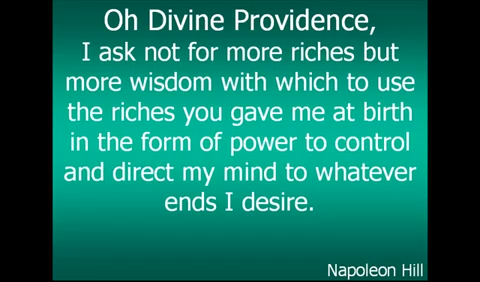 Oh Divine Providence,
I ask not for more riches but
more wisdom with which to use
the riches you gave me at birth
in the form of power to control
and direct my mind to whatever
ends I desire.
Napoleon Hill